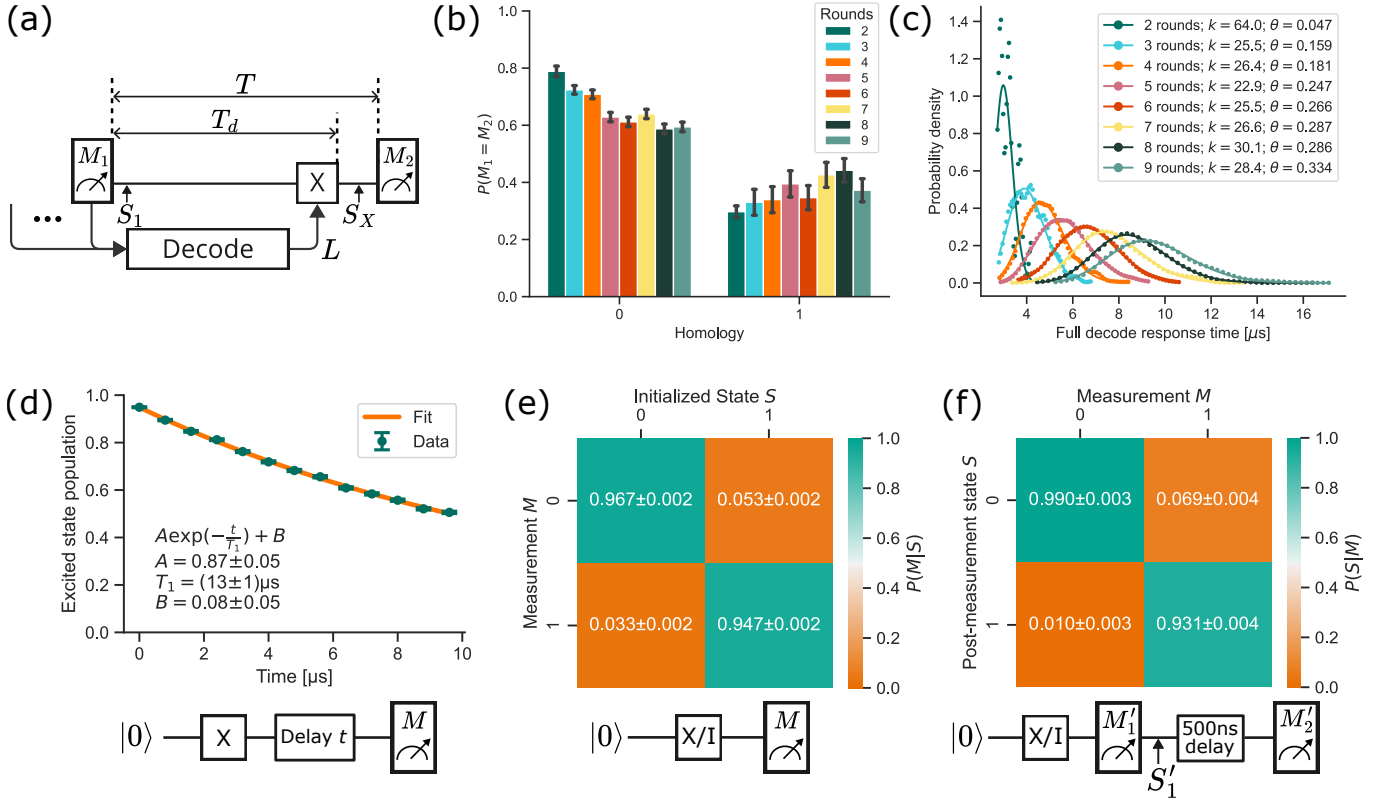 (a)
T
T_d
M_1
X
M_2
S_1
S_X
...
Decode
L
(b)
P(M_1 = M_2)
1.0
0.8
0.6
0.4
0.2
0.0
0
1
Homology
Rounds
2
3
4
5
6
7
8
9
(c)
Probability density
1.4
1.2
1.0
0.8
0.6
0.4
0.2
0.0
4 6 8 10 12 14 16
Full decode response time [μs]
2 rounds; k = 64.0; θ = 0.047
3 rounds; k = 25.5; θ = 0.159
4 rounds; k = 26.4; θ = 0.181
5 rounds; k = 22.9; θ = 0.247
6 rounds; k = 25.5; θ = 0.266
7 rounds; k = 26.6; θ = 0.287
8 rounds; k = 30.1; θ = 0.286
9 rounds; k = 28.4; θ = 0.334
(d)
Excited state population
1.0
0.8
0.6
0.4
0.2
0.0
Fit
Data
A exp(−t/T_1) + B
A = 0.87±0.05
T_1 = (13±1)μs
B = 0.08±0.05
0 2 4 6 8 10
Time [μs]
|0⟩
X
Delay t
M
(e)
Initialized State S
0 1
Measurement M
0
1
0.967±0.002 0.053±0.002
0.033±0.002 0.947±0.002
1.0
0.8
0.6
0.4
0.2
0.0
P(M|S)
|0⟩
X/I
M
(f)
Measurement M
0 1
Post-measurement state S
0
1
0.990±0.003 0.069±0.004
0.010±0.003 0.931±0.004
1.0
0.8
0.6
0.4
0.2
0.0
P(S|M)
|0⟩
X/I
M′_1
S′_1
500ns
delay
M′_2